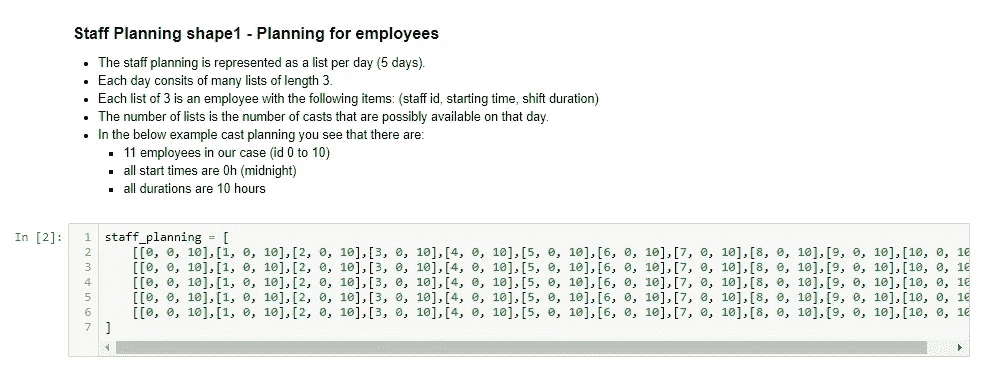 Staff Planning shape1 - Planning for employees
• The staff planning is represented as a list per day (5 days).
• Each day consits of many lists of length 3.
• Each list of 3 is an employee with the following items: (staff id, starting time, shift duration)
• The number of lists is the number of casts that are possibly available on that day.
• In the below example cast planning you see that there are:
▪ 11 employees in our case (id 0 to 10)
▪ all start times are 0h (midnight)
▪ all durations are 10 hours
In [2]: 1 staff_planning = [
2 [[0, 0, 10],[1, 0, 10],[2, 0, 10],[3, 0, 10],[4, 0, 10],[5, 0, 10],[6, 0, 10],[7, 0, 10],[8, 0, 10],[9, 0, 10],[10, 0, 10
3 [[0, 0, 10],[1, 0, 10],[2, 0, 10],[3, 0, 10],[4, 0, 10],[5, 0, 10],[6, 0, 10],[7, 0, 10],[8, 0, 10],[9, 0, 10],[10, 0, 10
4 [[0, 0, 10],[1, 0, 10],[2, 0, 10],[3, 0, 10],[4, 0, 10],[5, 0, 10],[6, 0, 10],[7, 0, 10],[8, 0, 10],[9, 0, 10],[10, 0, 10
5 [[0, 0, 10],[1, 0, 10],[2, 0, 10],[3, 0, 10],[4, 0, 10],[5, 0, 10],[6, 0, 10],[7, 0, 10],[8, 0, 10],[9, 0, 10],[10, 0, 10
6 [[0, 0, 10],[1, 0, 10],[2, 0, 10],[3, 0, 10],[4, 0, 10],[5, 0, 10],[6, 0, 10],[7, 0, 10],[8, 0, 10],[9, 0, 10],[10, 0, 10
7 ]